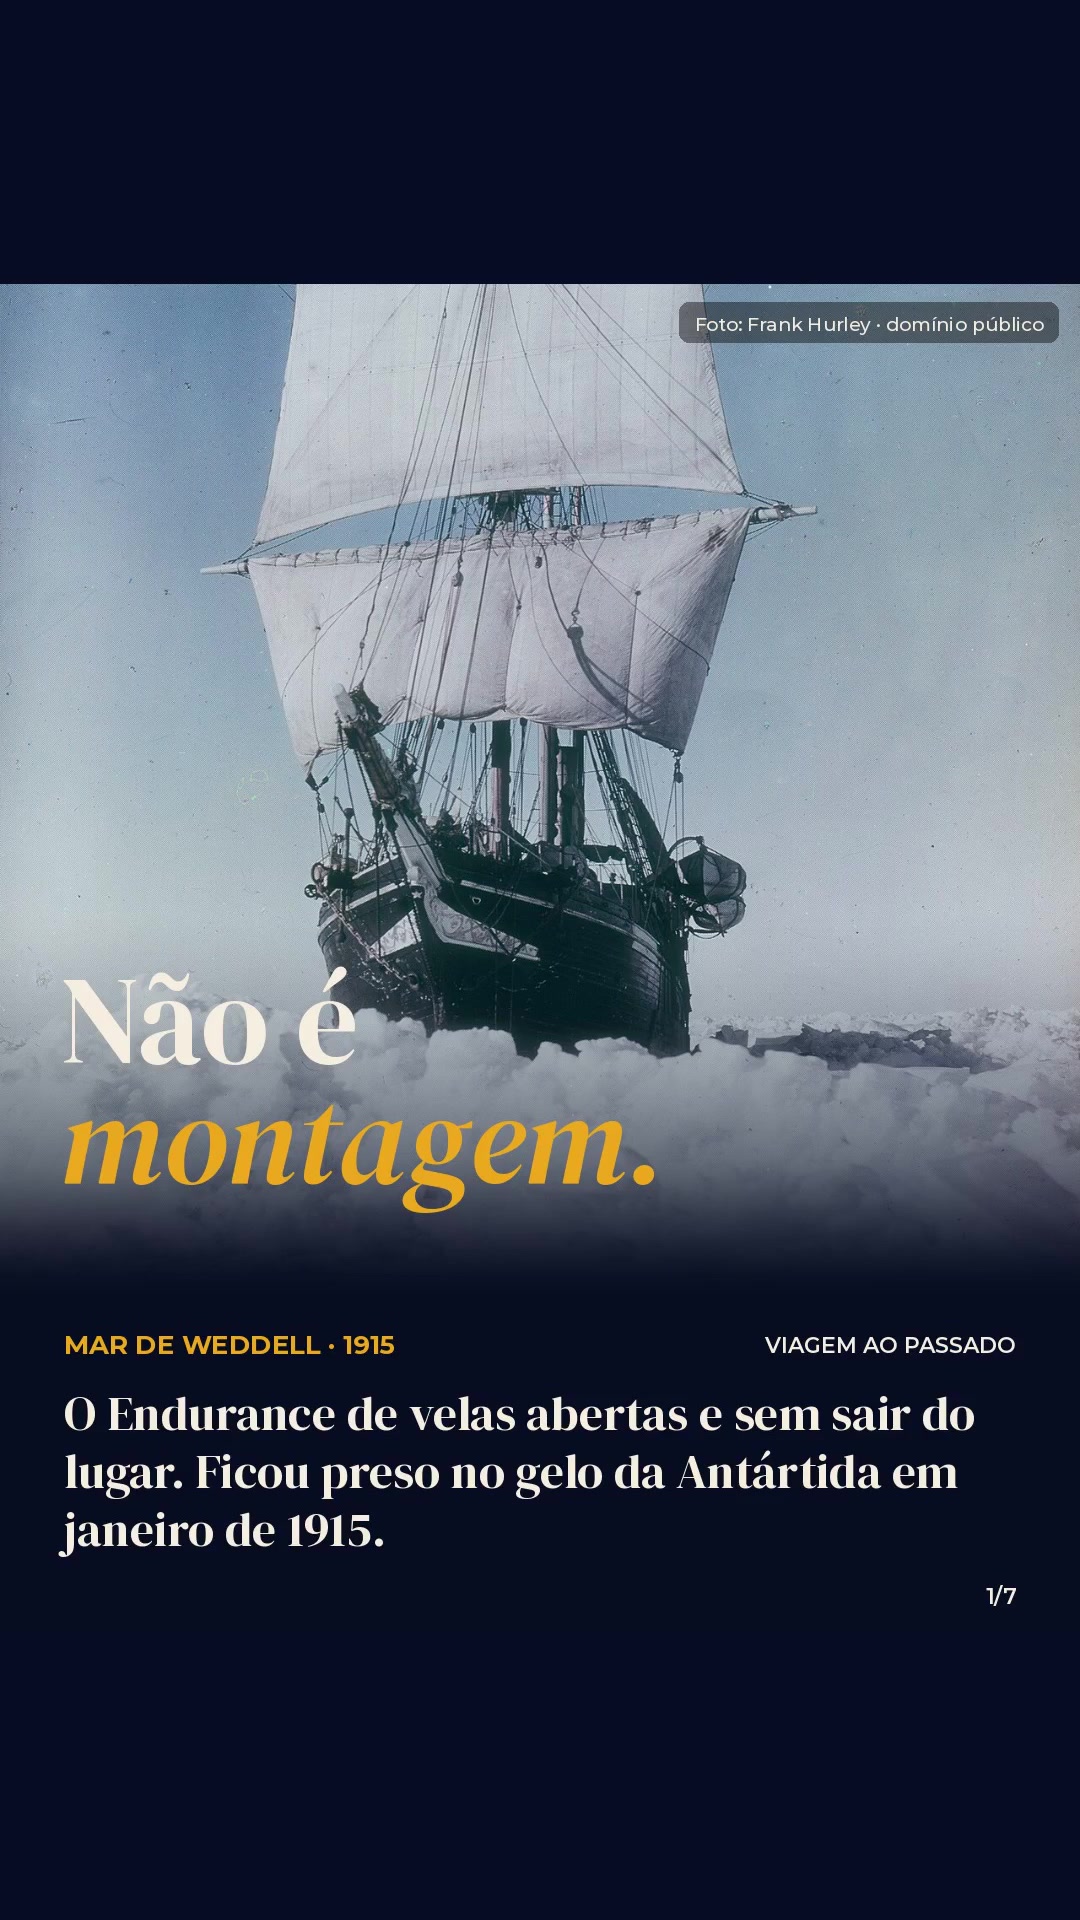 Foto: Frank Hurley · domínio público
Não é
montagem.
MAR DE WEDDELL · 1915
VIAGEM AO PASSADO
O Endurance de velas abertas e sem sair do
lugar. Ficou preso no gelo da Antártida em
janeiro de 1915.
1/7